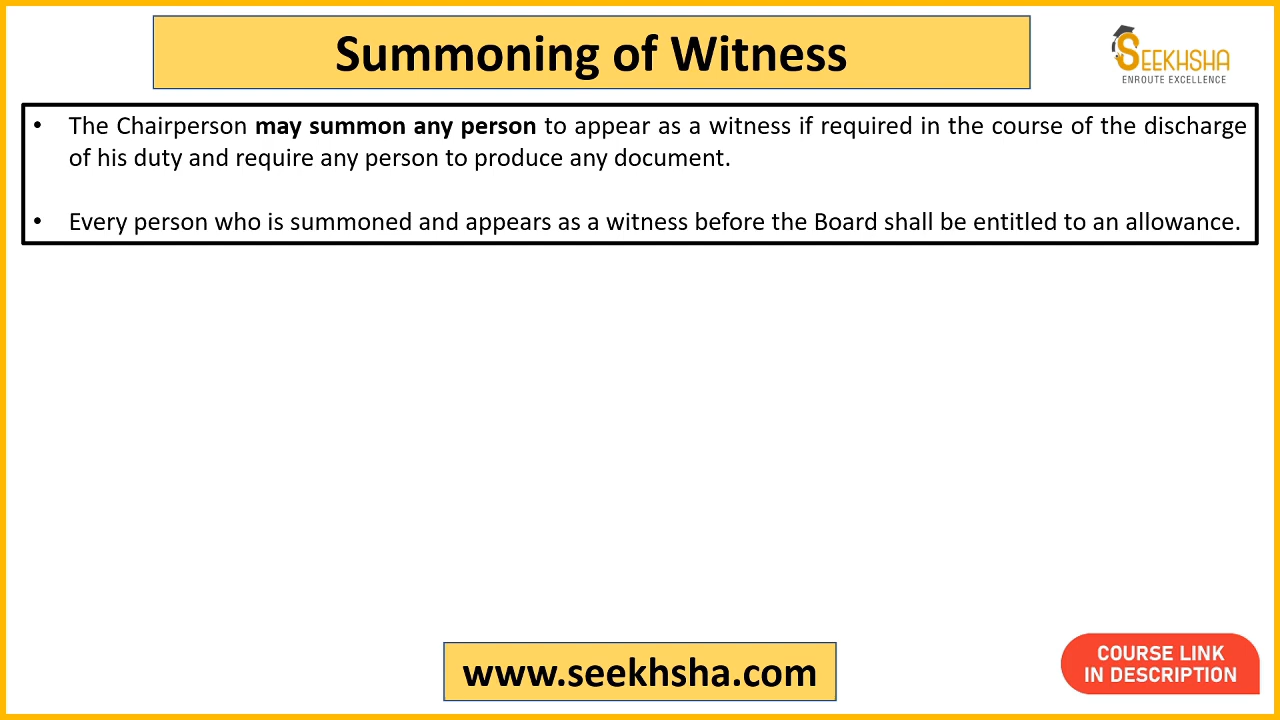 Summoning of Witness
SEEKHSHA
ENROUTE EXCELLENCE
• The Chairperson may summon any person to appear as a witness if required in the course of the discharge
of his duty and require any person to produce any document.
• Every person who is summoned and appears as a witness before the Board shall be entitled to an allowance.
www.seekhsha.com
COURSE LINK
IN DESCRIPTION